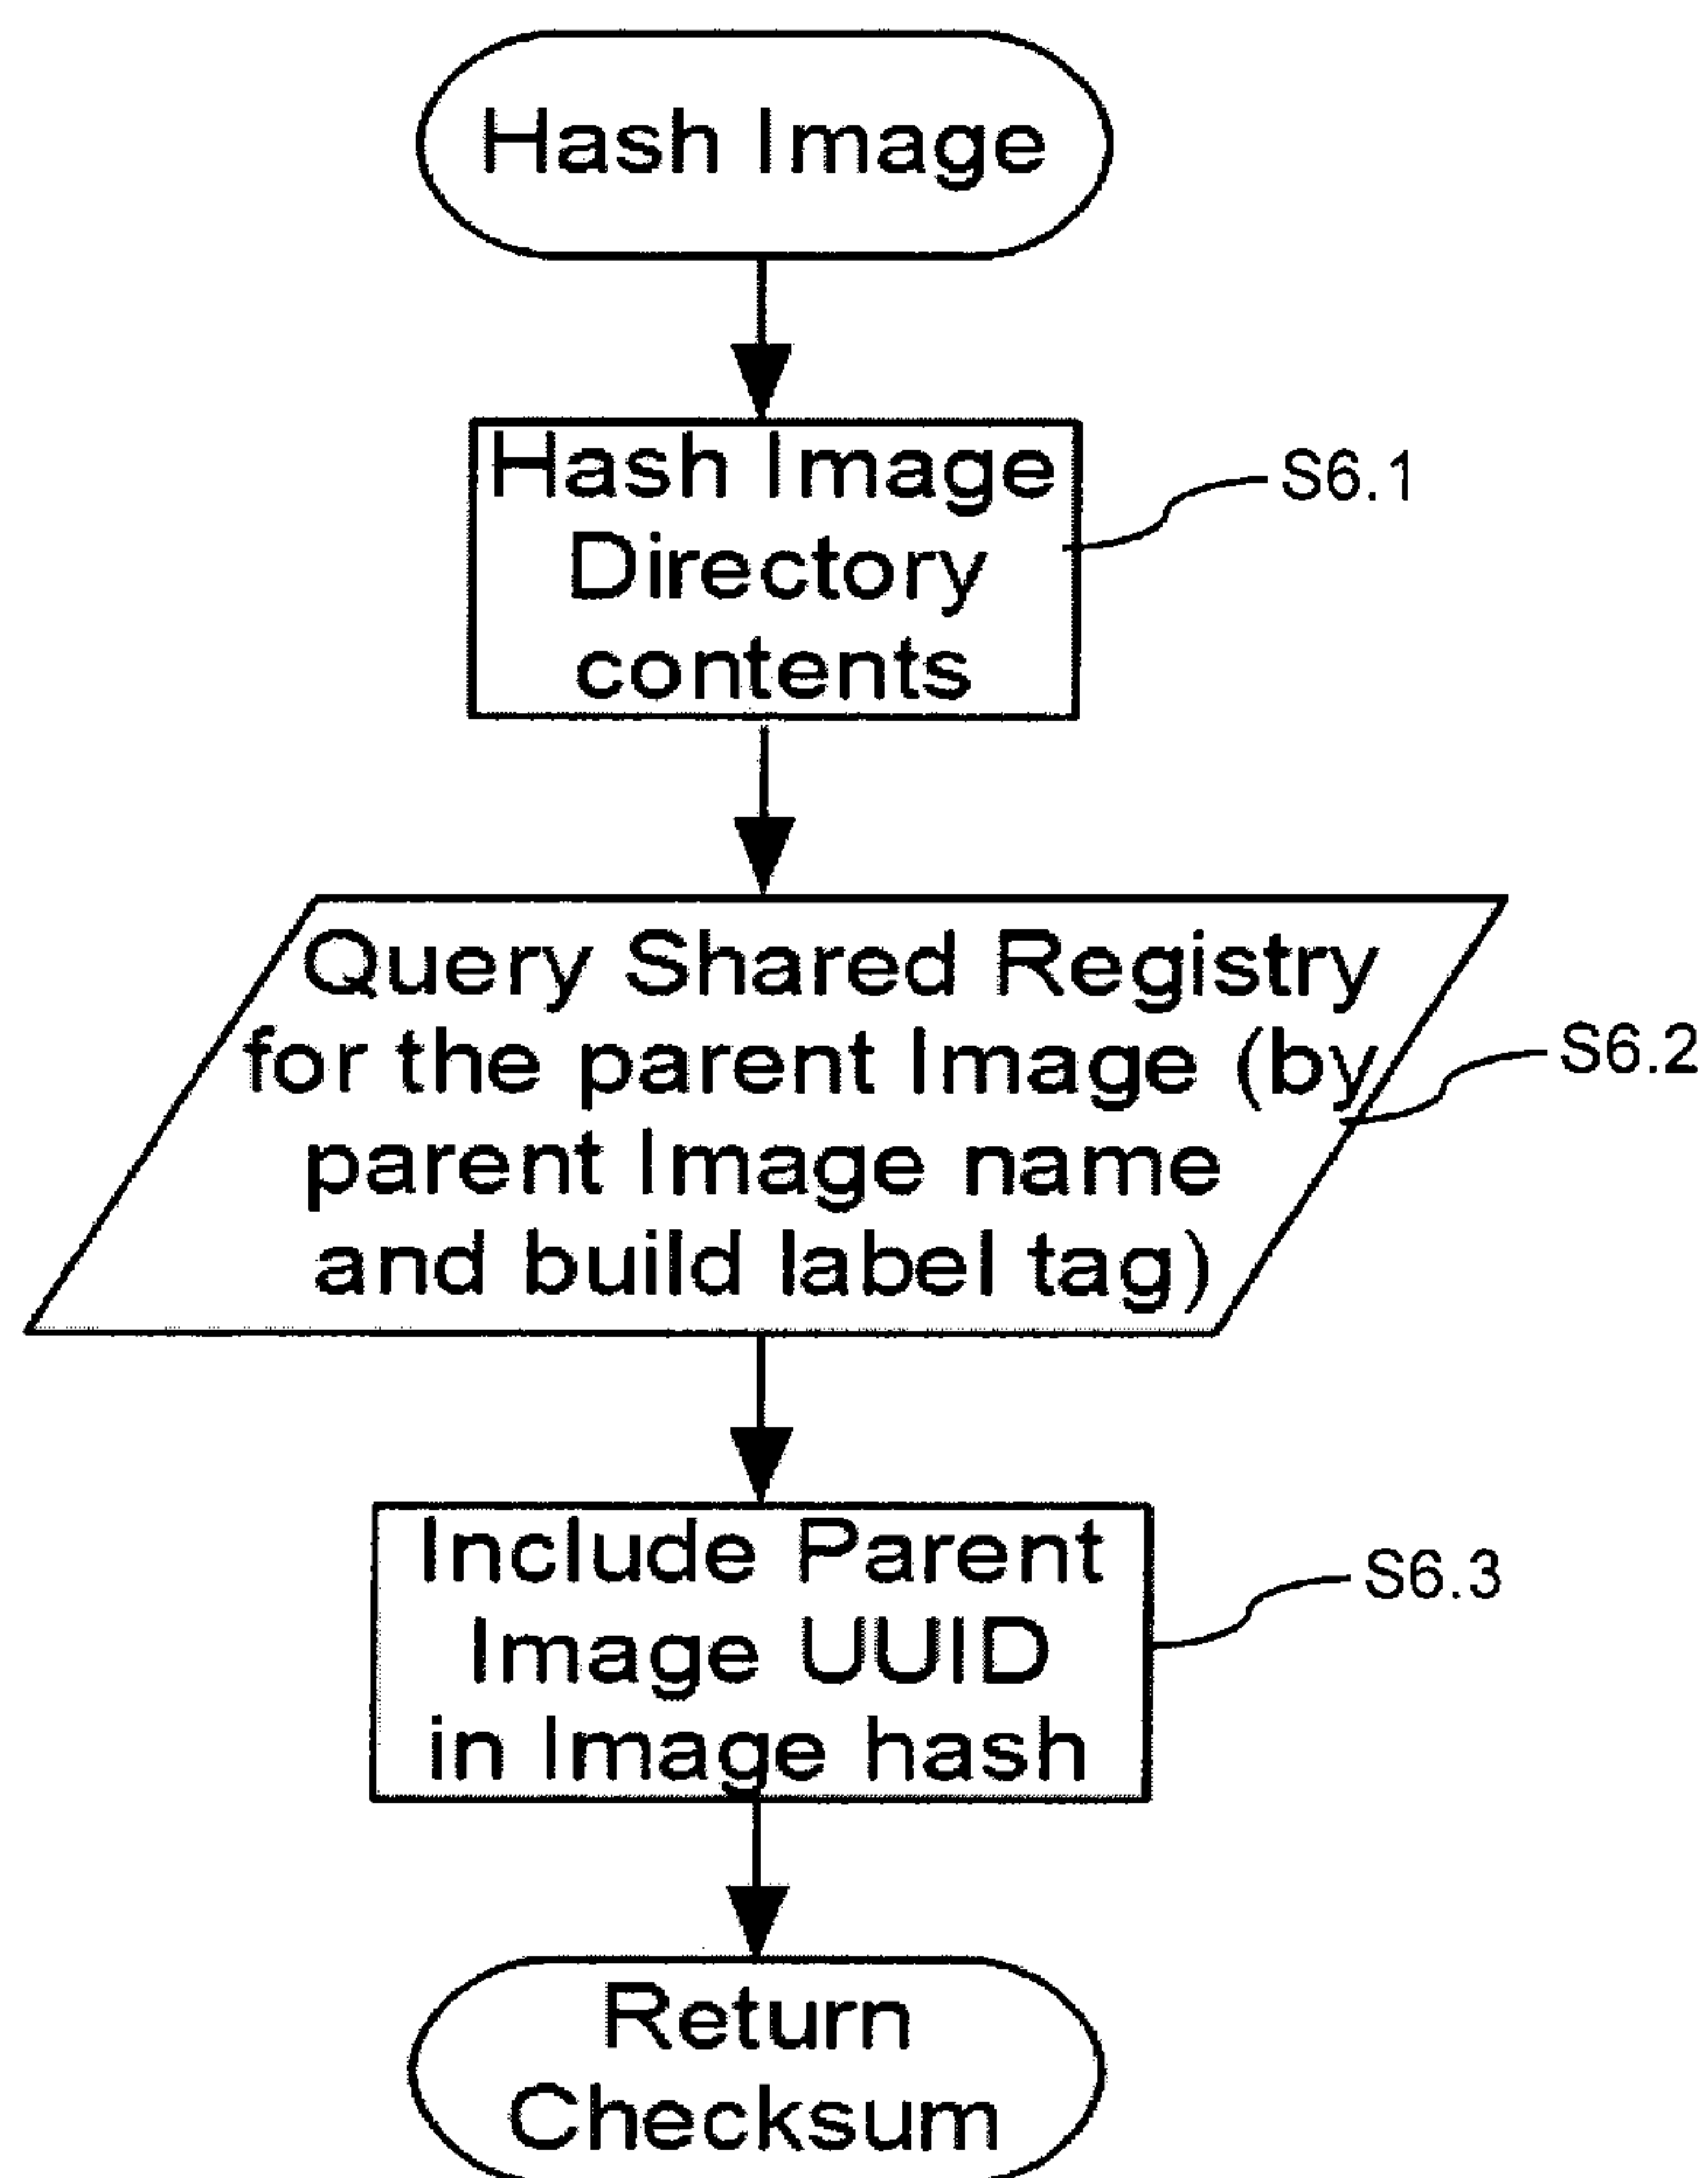 Hash Image
Hash Image
Directory
contents
S6.1
Query Shared Registry
for the parent Image (by
parent Image name
and build label tag)
S6.2
Include Parent
Image UUID
in Image hash
S6.3
Return
Checksum